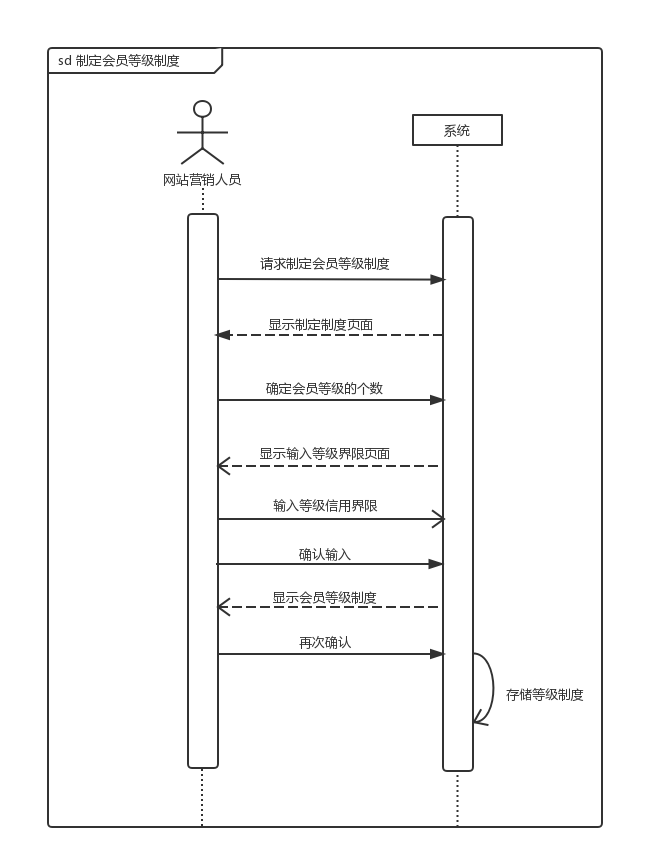 sd 制定会员等级制度
系统
网站营销人员
请求制定会员等级制度
显示制定制度页面
确定会员等级的个数
显示输入等级界限页面
输入等级信用界限
确认输入
显示会员等级制度
再次确认
存储等级制度